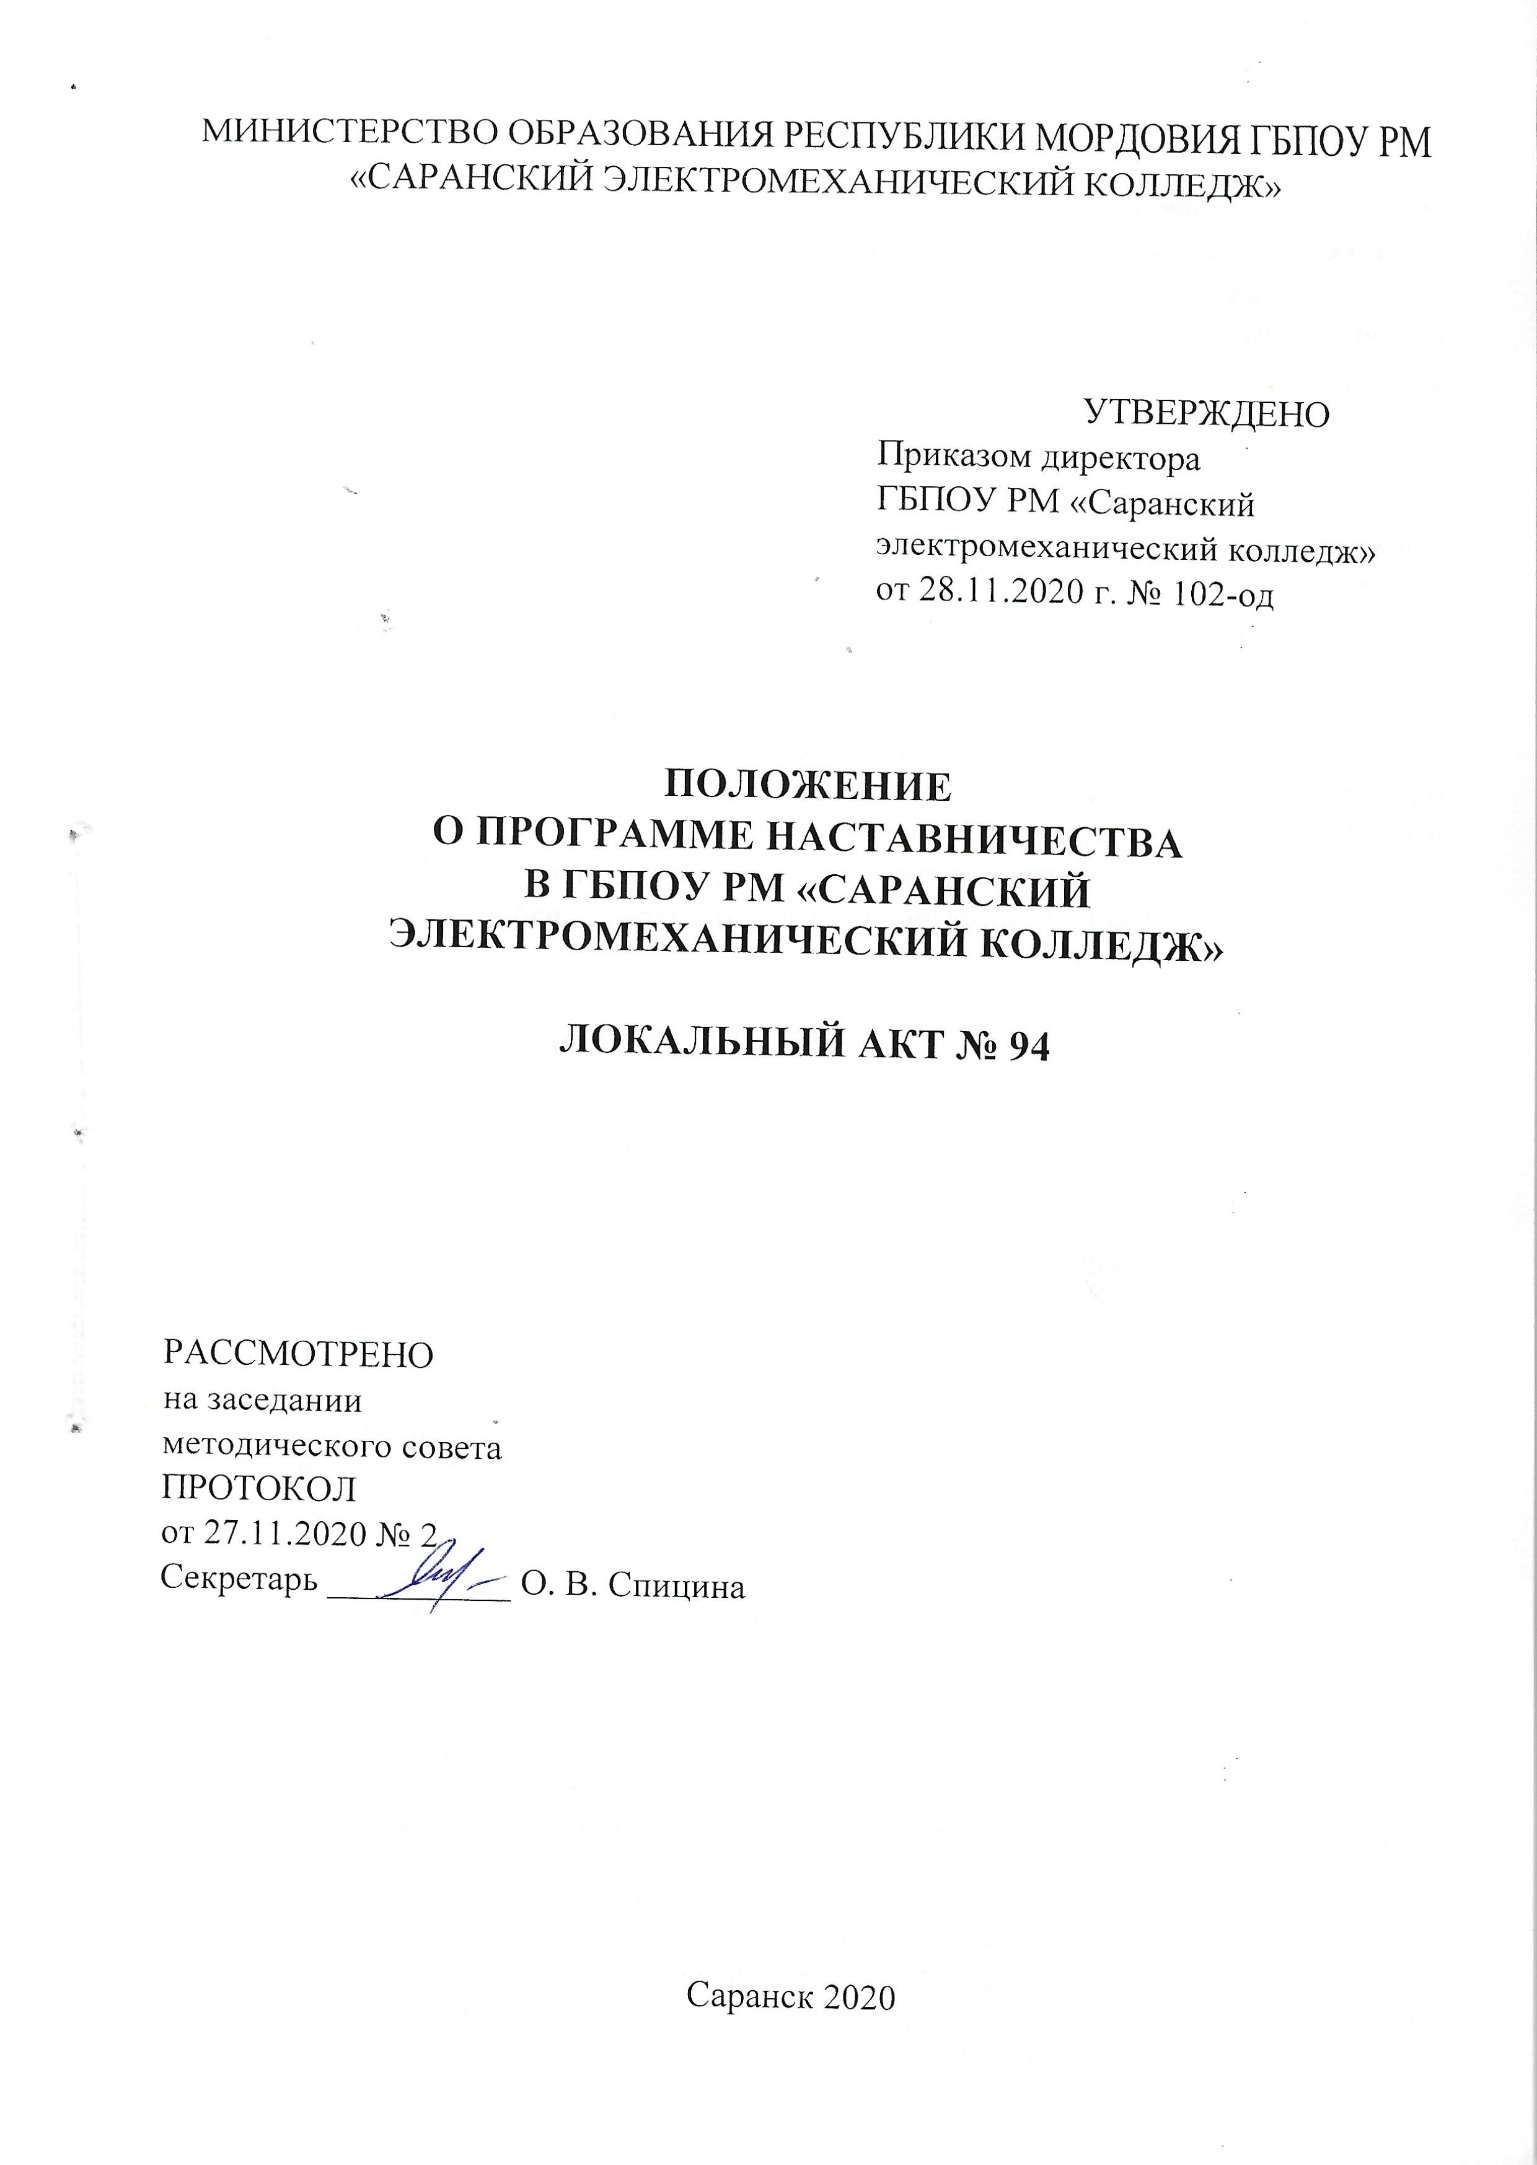 МИНИСТЕРСТВО ОБРАЗОВАНИЯ РЕСПУБЛИКИ МОРДОВИЯ ГБПОУ РМ
«САРАНСКИЙ ЭЛЕКТРОМЕХАНИЧЕСКИЙ КОЛЛЕДЖ»
УТВЕРЖДЕНО
Приказом директора
ГБПОУ РМ «Саранский
электромеханический колледж»
от 28.11.2020 г. № 102-од
ПОЛОЖЕНИЕ
О ПРОГРАММЕ НАСТАВНИЧЕСТВА
В ГБПОУ РМ «САРАНСКИЙ
ЭЛЕКТРОМЕХАНИЧЕСКИЙ КОЛЛЕДЖ»
ЛОКАЛЬНЫЙ АКТ № 94
РАССМОТРЕНО
на заседании
методического совета
ПРОТОКОЛ
от 27.11.2020 № 2
Секретарь __________ О. В. Спицина
Саранск 2020